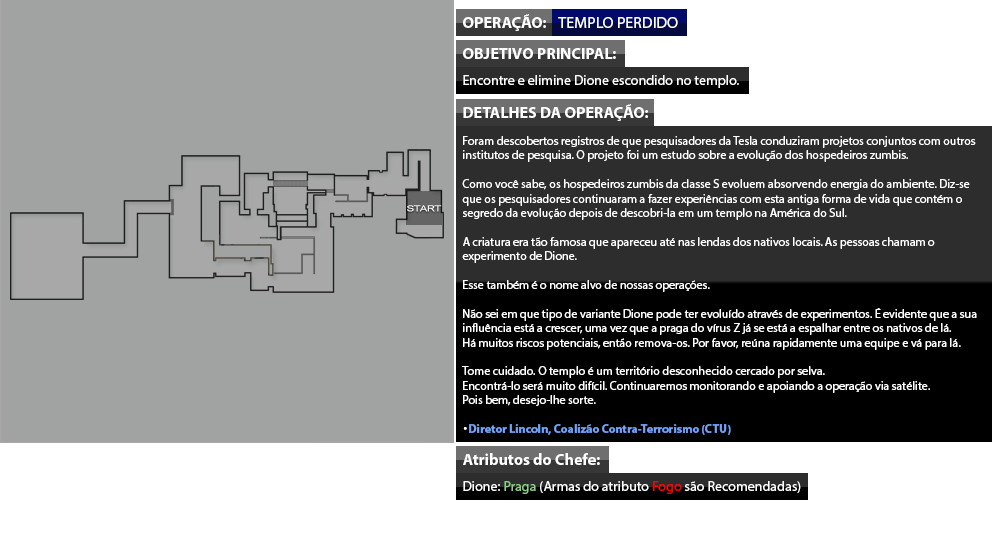 START
OPERAÇÃO: TEMPLO PERDIDO
OBJETIVO PRINCIPAL:
Encontre e elimine Dione escondido no templo.
DETALHES DA OPERAÇÃO:
Foram descobertos registros de que pesquisadores da Tesla conduziram projetos conjuntos com outros
institutos de pesquisa. O projeto foi um estudo sobre a evolução dos hospedeiros zumbis.
Como você sabe, os hospedeiros zumbis da classe S evoluem absorvendo energia do ambiente. Diz-se
que os pesquisadores continuaram a fazer experiências com esta antiga forma de vida que contém o
segredo da evolução depois de descobri-la em um templo na América do Sul.
A criatura era tão famosa que apareceu até nas lendas dos nativos locais. As pessoas chamam o
experimento de Dione.
Esse também é o nome alvo de nossas operações.
Não sei em que tipo de variante Dione pode ter evoluído através de experimentos. É evidente que a sua
influência está a crescer, uma vez que a praga do vírus Z já se está a espalhar entre os nativos de lá.
Há muitos riscos potenciais, então remova-os. Por favor, reúna rapidamente uma equipe e vá para lá.
Tome cuidado. O templo é um território desconhecido cercado por selva.
Encontrá-lo será muito difícil. Continuaremos monitorando e apoiando a operação via satélite.
Pois bem, desejo-lhe sorte.
•Diretor Lincoln, Coalizão Contra-Terrorismo (CTU)
Atributos do Chefe:
Dione: Praga (Armas do atributo Fogo são Recomendadas)